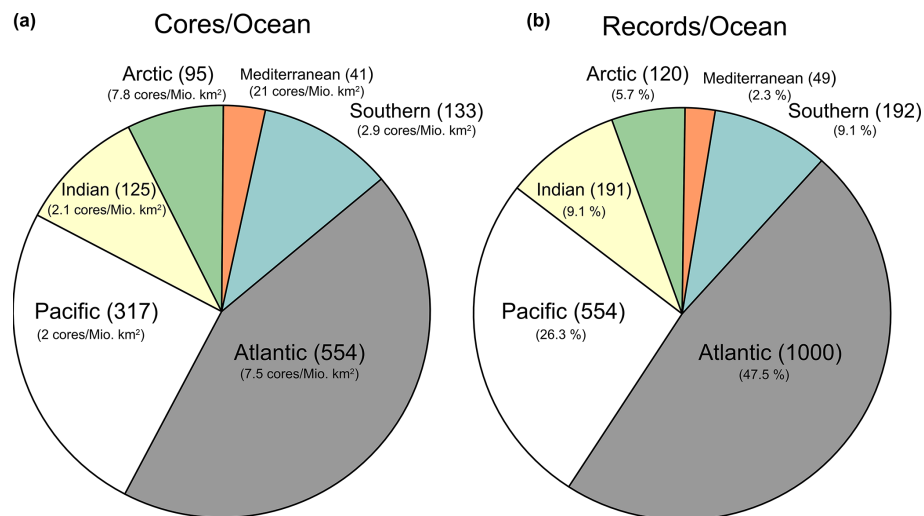 (a)
Cores/Ocean
Arctic (95)
(7.8 cores/Mio. km²)
Mediterranean (41)
(21 cores/Mio. km²)
Southern (133)
(2.9 cores/Mio. km²)
Indian (125)
(2.1 cores/Mio. km²)
Pacific (317)
(2 cores/Mio. km²)
Atlantic (554)
(7.5 cores/Mio. km²)
(b)
Records/Ocean
Arctic (120)
(5.7 %)
Mediterranean (49)
(2.3 %)
Southern (192)
(9.1 %)
Indian (191)
(9.1 %)
Pacific (554)
(26.3 %)
Atlantic (1000)
(47.5 %)